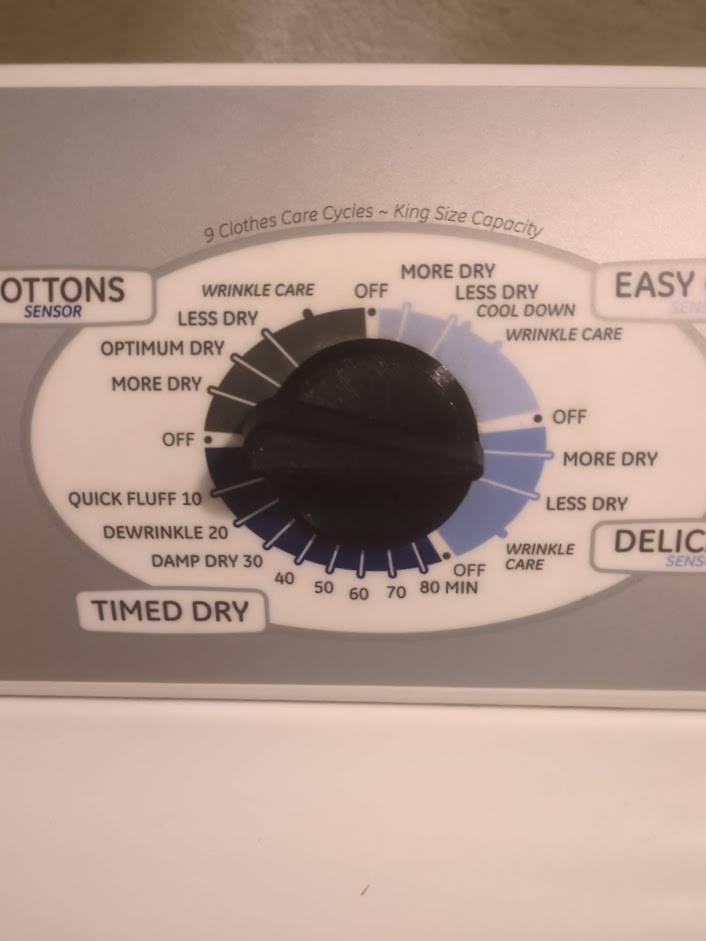 9 Clothes Care Cycles ~ King Size Capacity
OTTONS
SENSOR
WRINKLE CARE
LESS DRY
OPTIMUM DRY
MORE DRY
OFF
OFF
MORE DRY
LESS DRY
COOL DOWN
WRINKLE CARE
OFF
EASY
SENS
MORE DRY
LESS DRY
WRINKLE
CARE
OFF
DELIC
SENS
QUICK FLUFF 10
DEWRINKLE 20
DAMP DRY 30
40
50
60
70
80 MIN
TIMED DRY